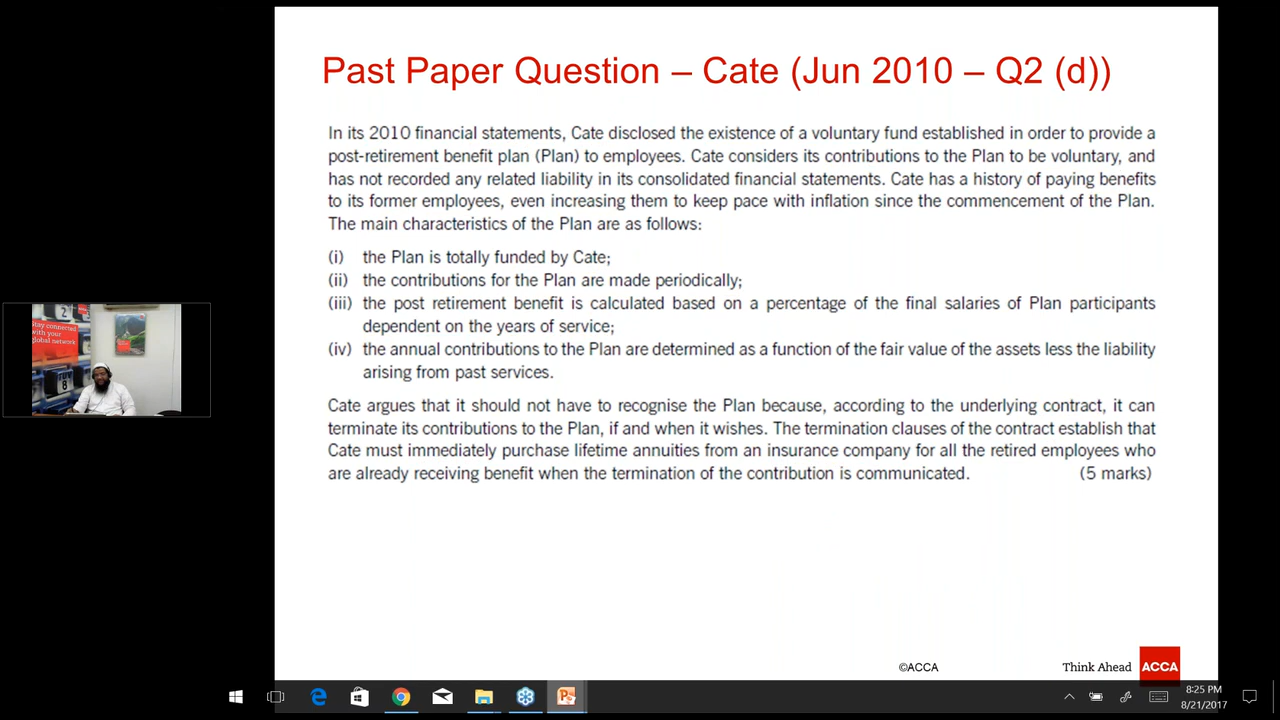 Past Paper Question – Cate (Jun 2010 – Q2 (d))
In its 2010 financial statements, Cate disclosed the existence of a voluntary fund established in order to provide a
post-retirement benefit plan (Plan) to employees. Cate considers its contributions to the Plan to be voluntary, and
has not recorded any related liability in its consolidated financial statements. Cate has a history of paying benefits
to its former employees, even increasing them to keep pace with inflation since the commencement of the Plan.
The main characteristics of the Plan are as follows:
(i) the Plan is totally funded by Cate;
(ii) the contributions for the Plan are made periodically;
(iii) the post retirement benefit is calculated based on a percentage of the final salaries of Plan participants
dependent on the years of service;
(iv) the annual contributions to the Plan are determined as a function of the fair value of the assets less the liability
arising from past services.
Cate argues that it should not have to recognise the Plan because, according to the underlying contract, it can
terminate its contributions to the Plan, if and when it wishes. The termination clauses of the contract establish that
Cate must immediately purchase lifetime annuities from an insurance company for all the retired employees who
are already receiving benefit when the termination of the contribution is communicated. (5 marks)
Stay connected
with your
global network
2
8
©ACCA
Think Ahead
ACCA
8:25 PM
8/21/2017